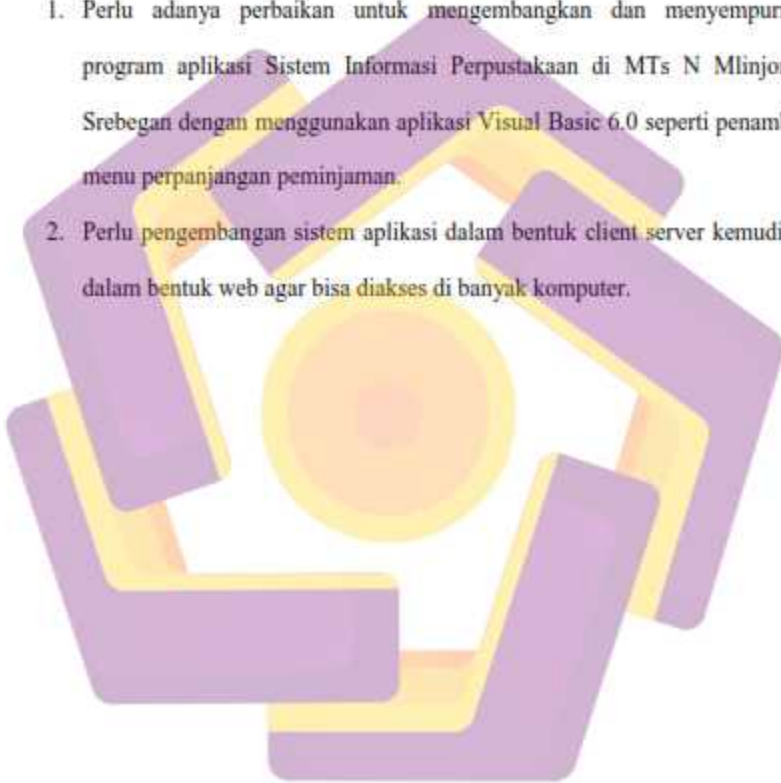 1. Perlu adanya perbaikan untuk mengembangkan dan
program aplikasi Sistem Informasi Perpustakaan di MTs N
Srebegan dengan menggunakan aplikasi Visual Basic 6.0 seperti
menu perpanjangan peminjaman.
2. Perlu pengembangan sistem aplikasi dalam bentuk client server
dalam bentuk web agar bisa diakses di banyak komputer.